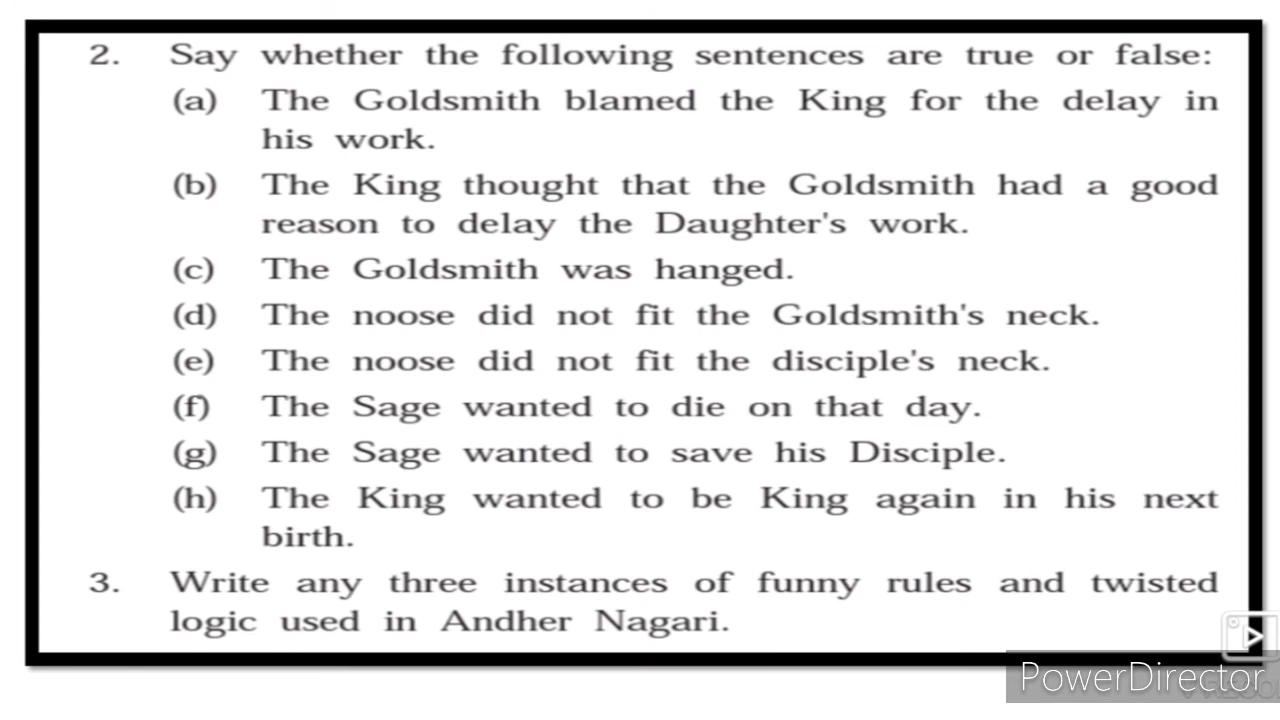 2. Say whether the following sentences are true or false:
(a) The Goldsmith blamed the King for the delay in
his work.
(b) The King thought that the Goldsmith had a good
reason to delay the Daughter's work.
(c) The Goldsmith was hanged.
(d) The noose did not fit the Goldsmith's neck.
(e) The noose did not fit the disciple's neck.
(f) The Sage wanted to die on that day.
(g) The Sage wanted to save his Disciple.
(h) The King wanted to be King again in his next
birth.
3. Write any three instances of funny rules and twisted
logic used in Andher Nagari.
PowerDirector